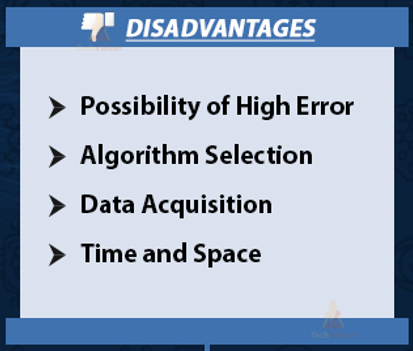 DISADVANTAGES
Possibility of High Error
Algorithm Selection
Data Acquisition
Time and Space